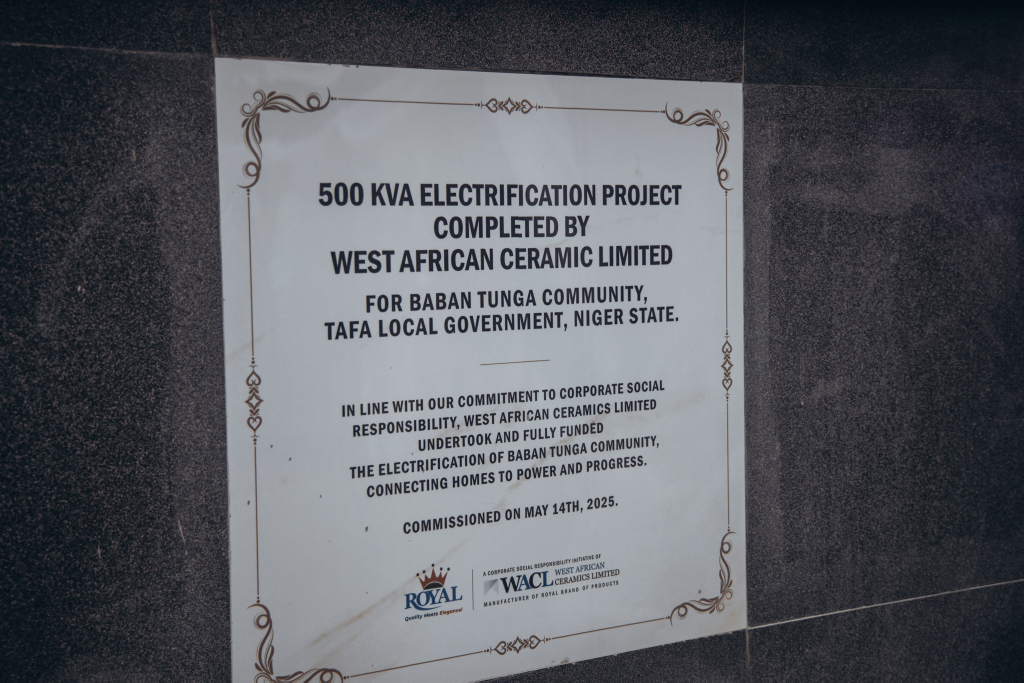 500 KVA ELECTRIFICATION PROJECT
COMPLETED BY
WEST AFRICAN CERAMIC LIMITED
FOR BABAN TUNGA COMMUNITY,
TAFA LOCAL GOVERNMENT, NIGER STATE.
IN LINE WITH OUR COMMITMENT TO CORPORATE SOCIAL
RESPONSIBILITY, WEST AFRICAN CERAMICS LIMITED
UNDERTOOK AND FULLY FUNDED
THE ELECTRIFICATION OF BABAN TUNGA COMMUNITY,
CONNECTING HOMES TO POWER AND PROGRESS.
COMMISSIONED ON MAY 14TH, 2025.
ROYAL
Quality Meets Elegance!
A CORPORATE SOCIAL RESPONSIBILITY INITIATIVE OF
WACL WEST AFRICAN
CERAMICS LIMITED
MANUFACTURER OF ROYAL BRAND OF PRODUCTS